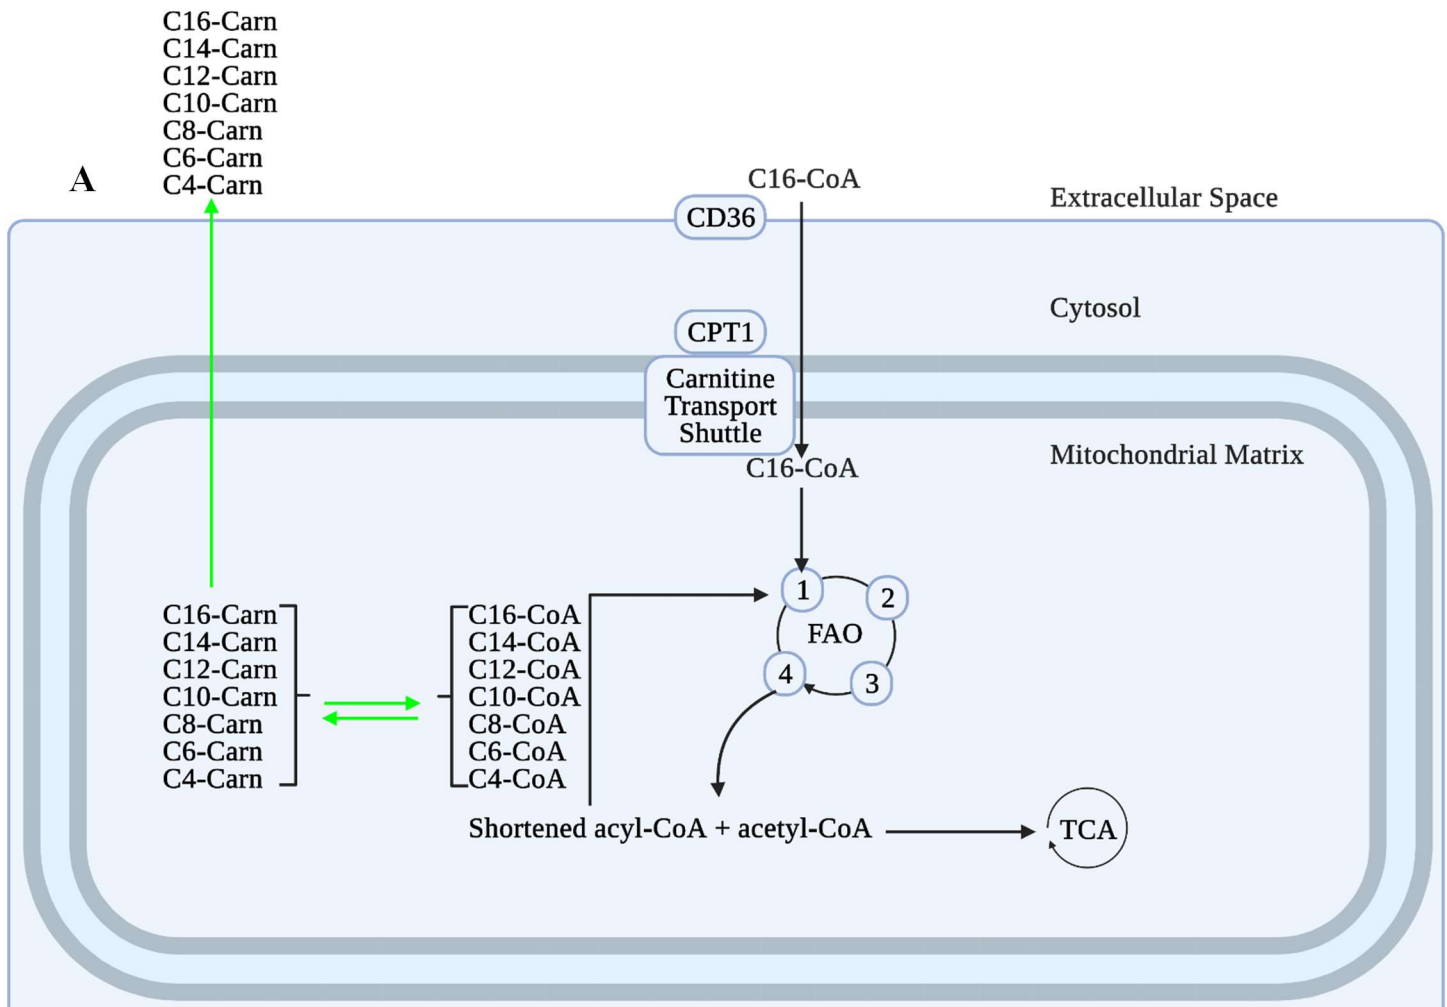 C16-Carn
C14-Carn
C12-Carn
C10-Carn
C8-Carn
C6-Carn
C4-Carn
A
C16-CoA
Extracellular Space
CD36
Cytosol
CPT1
Carnitine
Transport
Shuttle
Mitochondrial Matrix
C16-CoA
1
2
FAO
4
3
C16-Carn
C14-Carn
C12-Carn
C10-Carn
C8-Carn
C6-Carn
C4-Carn
C16-CoA
C14-CoA
C12-CoA
C10-CoA
C8-CoA
C6-CoA
C4-CoA
Shortened acyl-CoA + acetyl-CoA
TCA